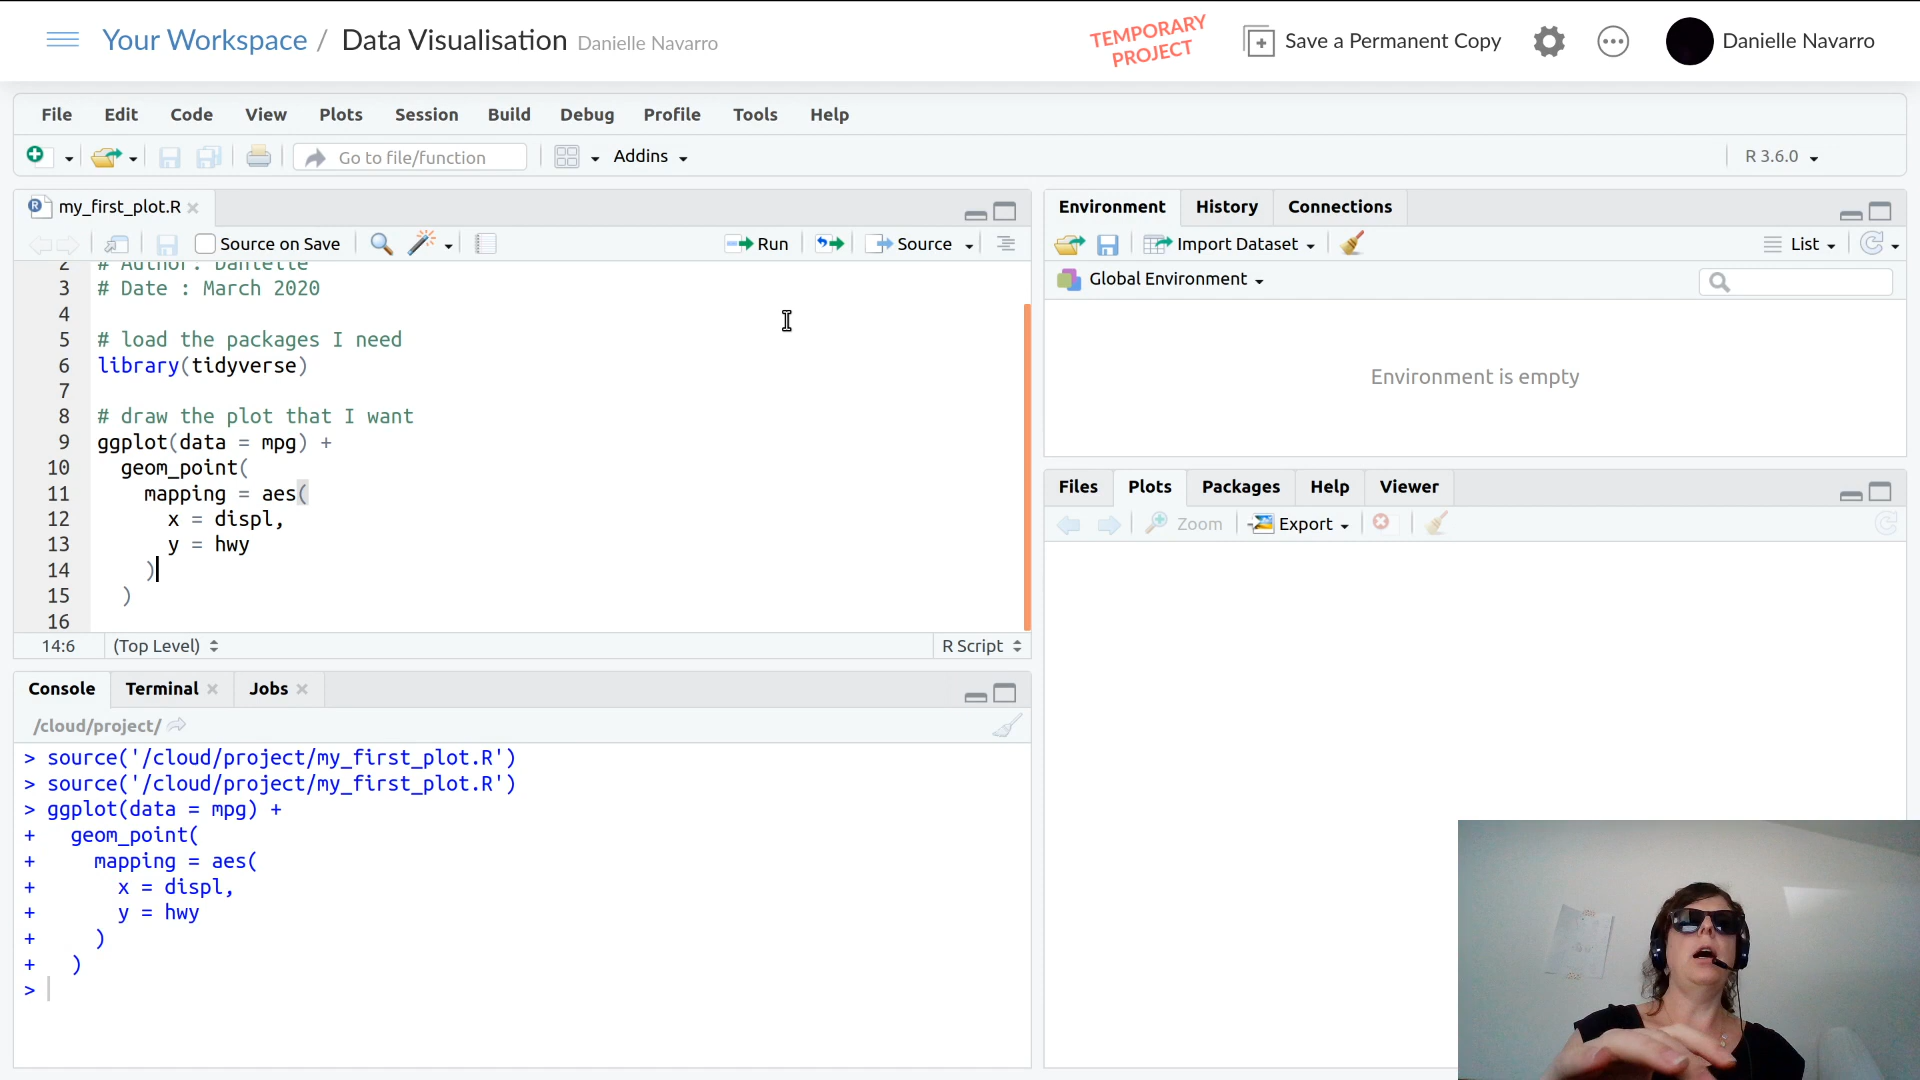 Your Workspace / Data Visualisation Danielle Navarro
TEMPORARY
PROJECT
Save a Permanent Copy
Danielle Navarro
File Edit Code View Plots Session Build Debug Profile Tools Help
Go to file/function
Addins
R 3.6.0
my_first_plot.R
Source on Save
Run
Source
2 # Author: Danielle
3 # Date : March 2020
4
5 # load the packages I need
6 library(tidyverse)
7
8 # draw the plot that I want
9 ggplot(data = mpg) +
10 geom_point(
11 mapping = aes(
12 x = displ,
13 y = hwy
14 )
15 )
16
14:6 (Top Level) R Script
Console Terminal Jobs
/cloud/project/
> source('/cloud/project/my_first_plot.R')
> source('/cloud/project/my_first_plot.R')
> ggplot(data = mpg) +
+ geom_point(
+ mapping = aes(
+ x = displ,
+ y = hwy
+ )
+ )
>
Environment History Connections
Import Dataset
List
Global Environment
Environment is empty
Files Plots Packages Help Viewer
Zoom
Export